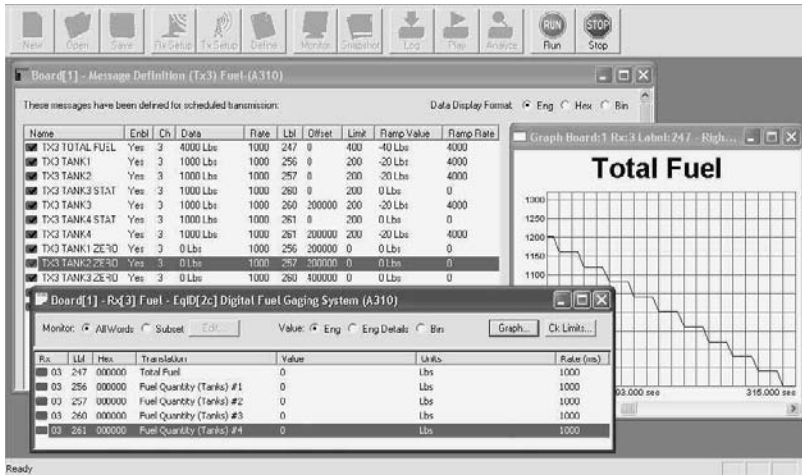 New Open Save Rx Setup Tx Setup Define Monitor Snapshot Log Play Analyze Run Stop
RUN STOP
Board[1] - Message Definition (Tx3) Fuel-(A310)
These messages have been defined for scheduled transmission: Data Display Format: Eng Hex Bin
Name Enbl Ch Data Rate Lbl Offset Limit Ramp Value Ramp Rate
TX3 TOTAL FUEL Yes 3 4000 Lbs 1000 247 0 400 -40 Lbs 4000
TX3 TANK1 Yes 3 1000 Lbs 1000 256 0 200 -20 Lbs 4000
TX3 TANK2 Yes 3 1000 Lbs 1000 257 0 200 -20 Lbs 4000
TX3 TANK3 STAT Yes 3 1000 Lbs 1000 260 0 200 0 Lbs 0
TX3 TANK3 Yes 3 1000 Lbs 1000 260 200000 200 -20 Lbs 4000
TX3 TANK4 STAT Yes 3 1000 Lbs 1000 261 0 200 0 Lbs 0
TX3 TANK4 Yes 3 1000 Lbs 1000 261 200000 200 -20 Lbs 4000
TX3 TANK1 ZERO Yes 3 0 Lbs 1000 256 200000 0 0 Lbs 0
TX3 TANK2 ZERO Yes 3 0 Lbs 1000 257 200000 0 0 Lbs 0
TX3 TANK3 ZERO Yes 3 0 Lbs 1000 260 400000 0 0 Lbs 0
Graph Board:1 Rx:3 Label:247 - Righ...
Total Fuel
1300
1250
1200
1150
1100
03.000 sec 315.000 sec
Board[1] - Rx[3] Fuel - EqID[2c] Digital Fuel Gaging System (A310)
Monitor: All Words Subset Edit... Value: Eng Eng Details Bin Graph... Ck Limits...
Rx Lbl Hex Translation Value Units Rate (ms)
03 247 000000 Total Fuel 0 Lbs 1000
03 256 000000 Fuel Quantity (Tanks) #1 0 Lbs 1000
03 257 000000 Fuel Quantity (Tanks) #2 0 Lbs 1000
03 260 000000 Fuel Quantity (Tanks) #3 0 Lbs 1000
03 261 000000 Fuel Quantity (Tanks) #4 0 Lbs 1000
Ready